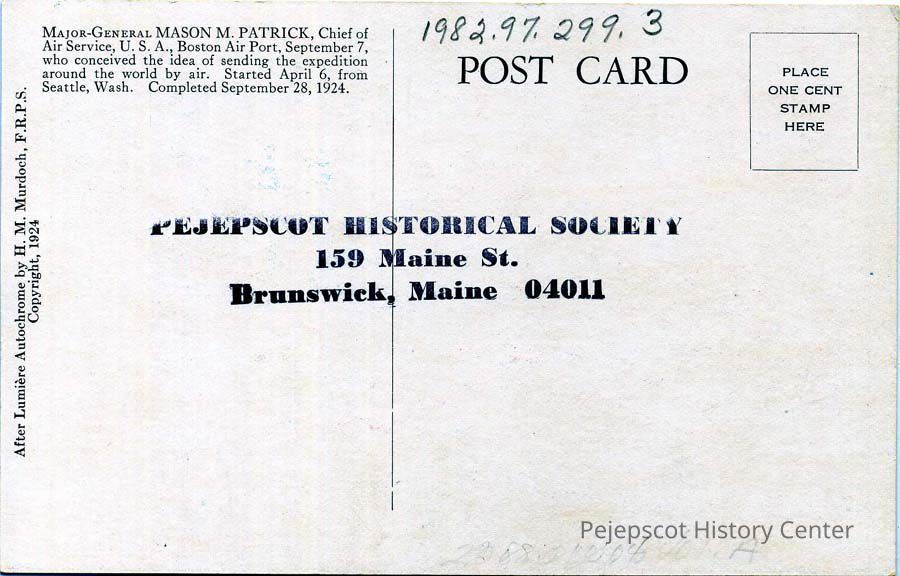 MAJOR-GENERAL MASON M. PATRICK, Chief of
Air Service, U. S. A., Boston Air Port, September 7,
who conceived the idea of sending the expedition
around the world by air. Started April 6, from
Seattle, Wash. Completed September 28, 1924.
1982.97.299.3
POST CARD
PLACE
ONE CENT
STAMP
HERE
After Lumière Autochrome by H. M. Murdoch, F.R.P.S.
Copyright, 1924
PEJEPSCOT HISTORICAL SOCIETY
159 Maine St.
Brunswick, Maine 04011
Pejepscot History Center